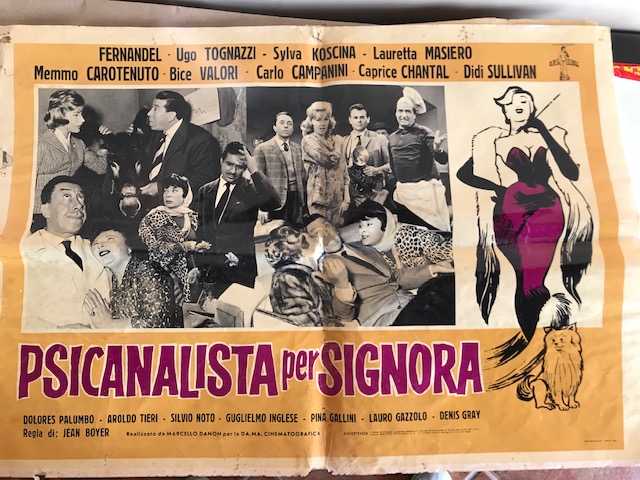 FERNANDEL - Ugo TOGNAZZI - Sylva KOSCINA - Lauretta MASIERO
Memmo CAROTENUTO - Bice VALORI - Carlo CAMPANINI - Caprice CHANTAL - Didi SULLIVAN
PSICANALISTA per SIGNORA
DOLORES PALUMBO - AROLDO TIERI - SILVIO NOTO - GUGLIELMO INGLESE - PINA GALLINI - LAURO GAZZOLO - DENIS GRAY
Regia di: JEAN BOYER Realizzato da MARCELLO DANON per la DA.MA. CINEMATOGRAFICA AVVERTENZA